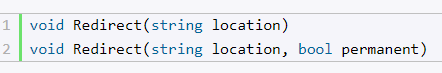 1 void Redirect(string location)
2 void Redirect(string location, bool permanent)